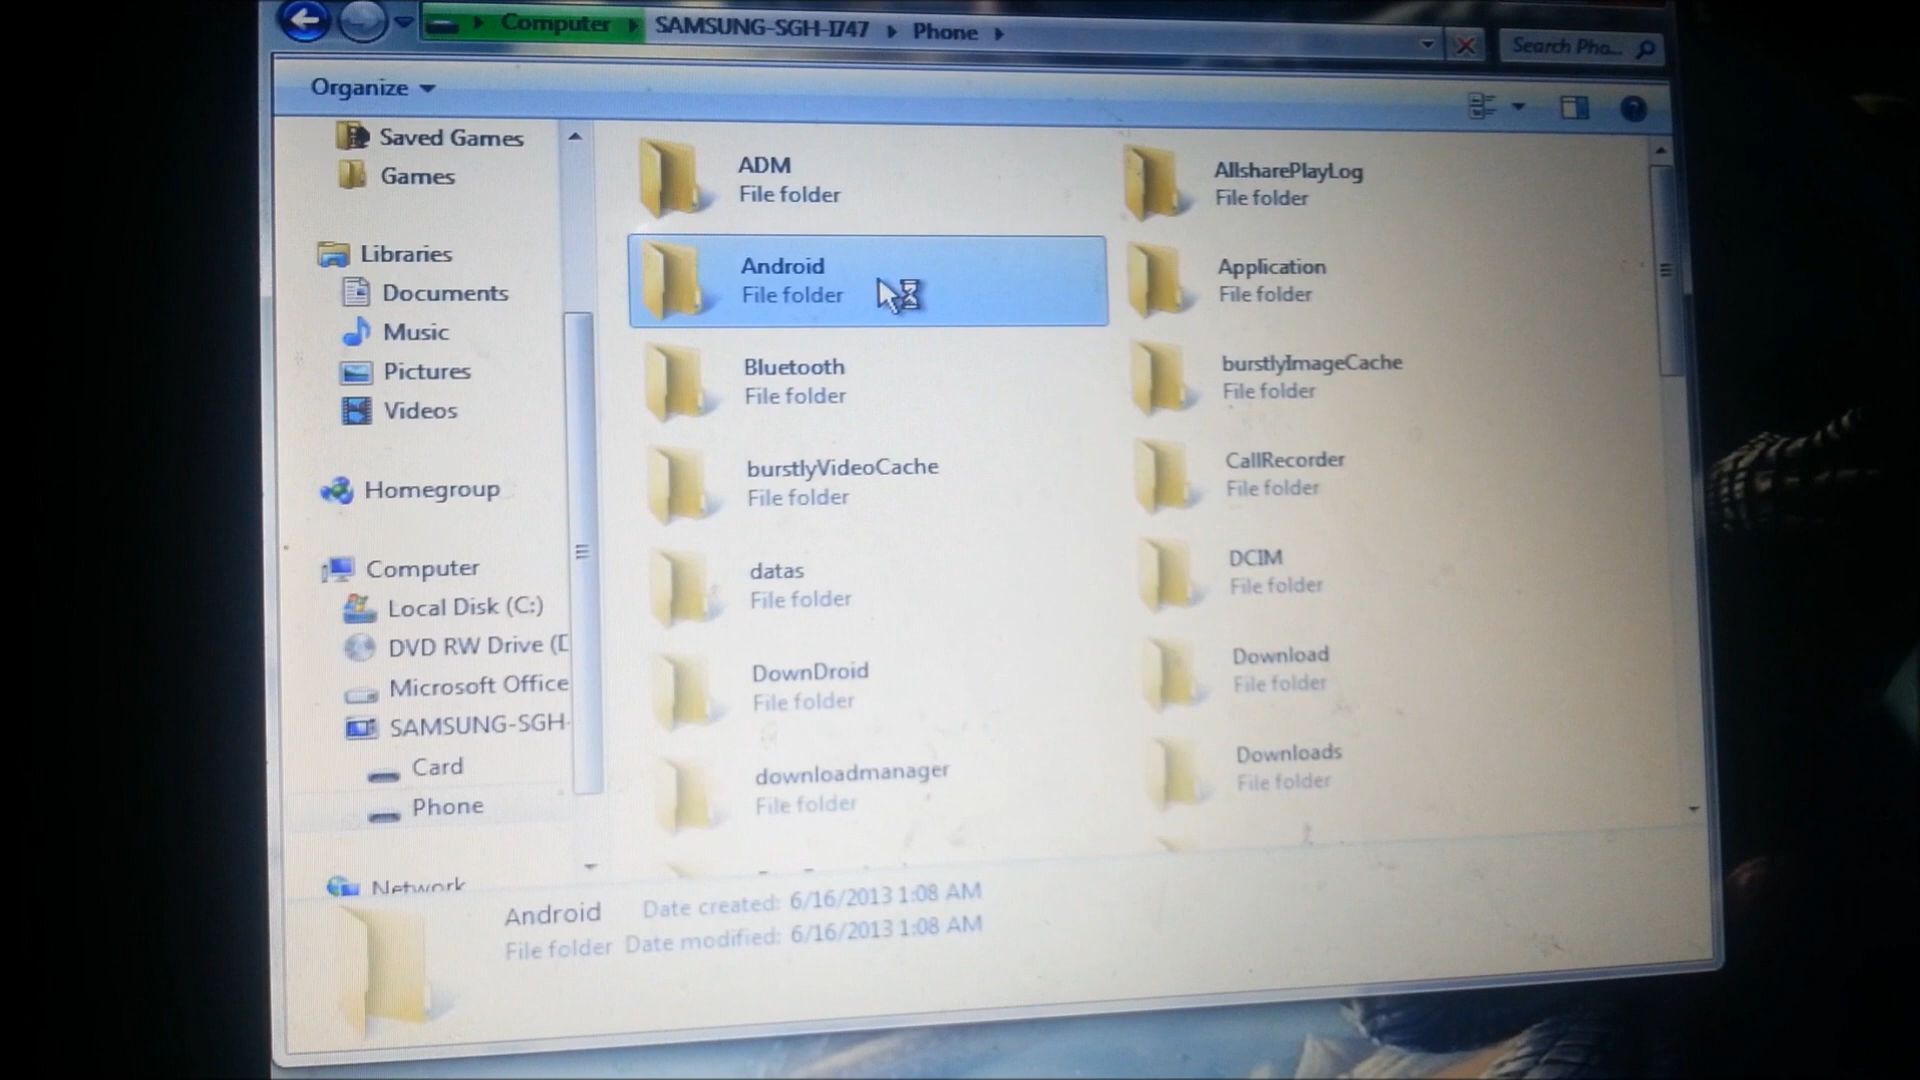 Computer SAMSUNG-SGH-I747 Phone
Search Pho...
Organize
Saved Games
Games
Libraries
Documents
Music
Pictures
Videos
Homegroup
Computer
Local Disk (C:)
DVD RW Drive (D
Microsoft Office
SAMSUNG-SGH-
Card
Phone
Network
ADM
File folder
AllsharePlayLog
File folder
Android
File folder
Application
File folder
Bluetooth
File folder
burstlyImageCache
File folder
burstlyVideoCache
File folder
CallRecorder
File folder
datas
File folder
DCIM
File folder
DownDroid
File folder
Download
File folder
downloadmanager
File folder
Downloads
File folder
Android Date created: 6/16/2013 1:08 AM
File folder Date modified: 6/16/2013 1:08 AM